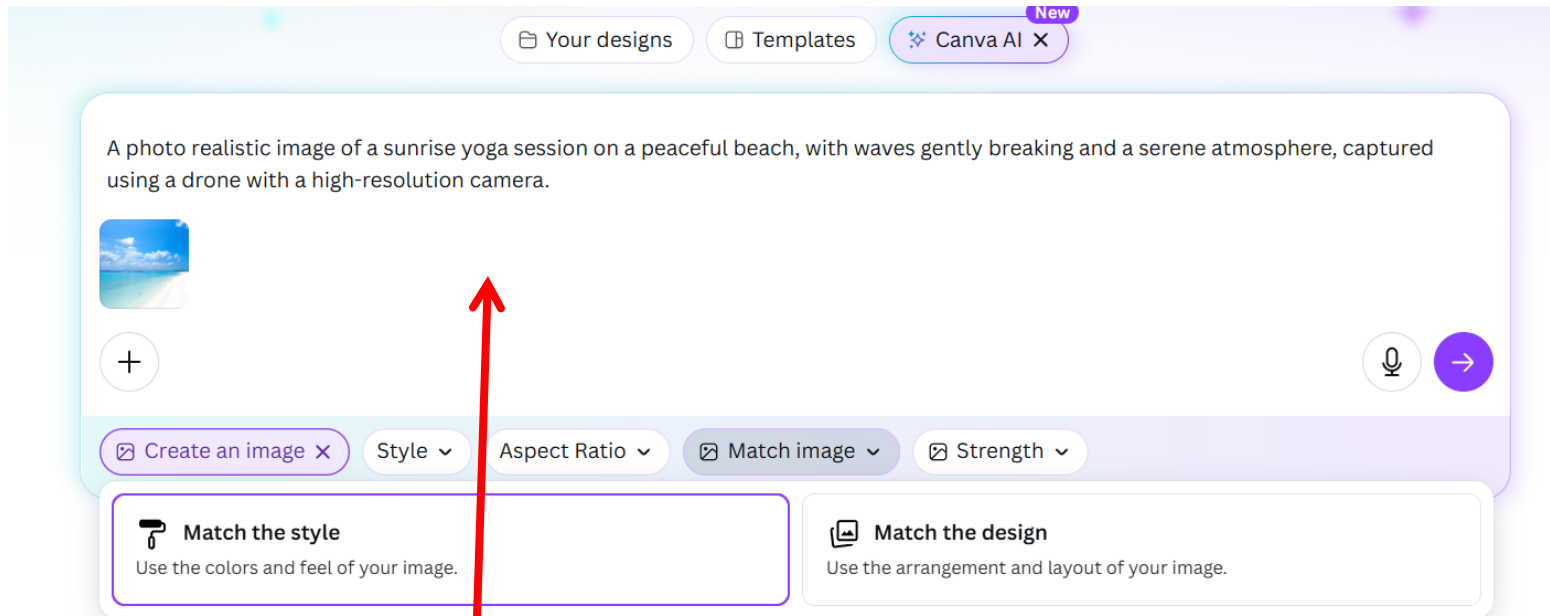 New
Your designs
Templates
Canva AI
A photo realistic image of a sunrise yoga session on a peaceful beach, with waves gently breaking and a serene atmosphere, captured
using a drone with a high-resolution camera.
Create an image
Style
Aspect Ratio
Match image
Strength
Match the style
Use the colors and feel of your image.
Match the design
Use the arrangement and layout of your image.